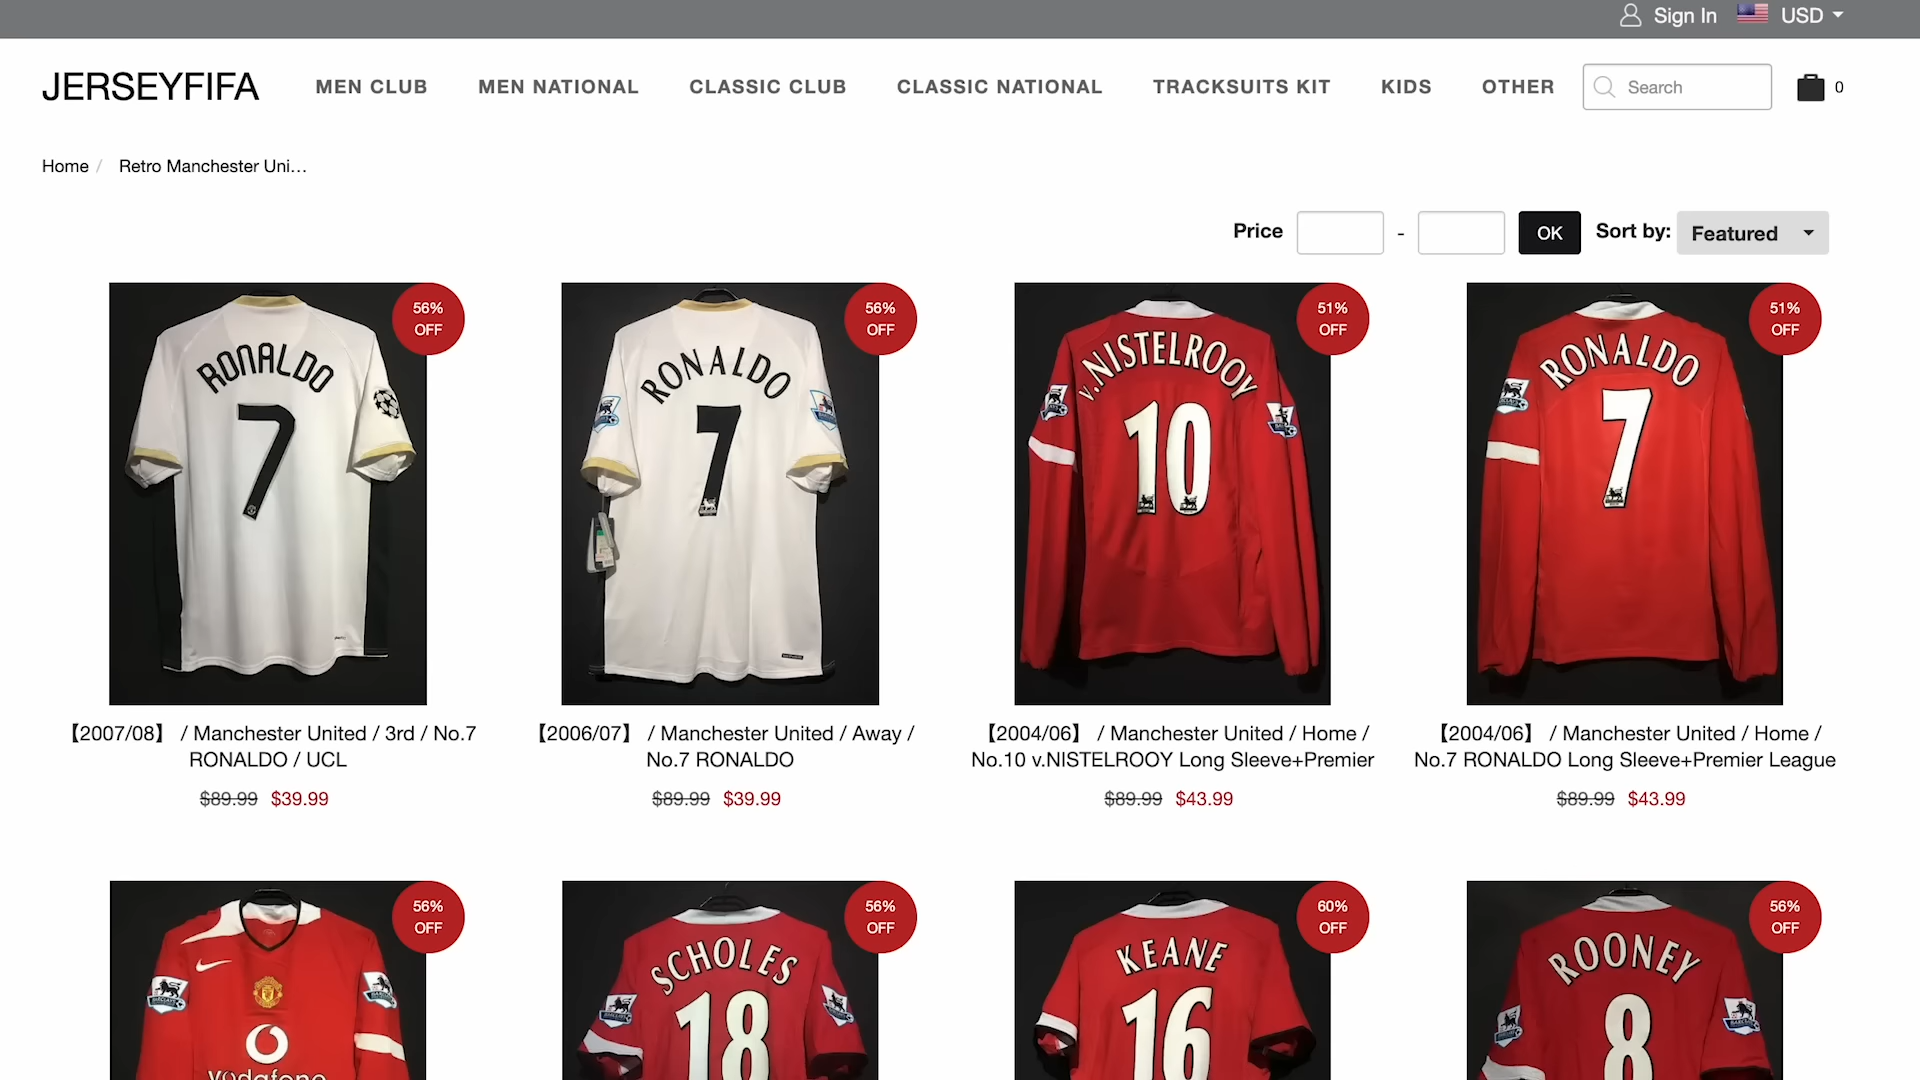 Sign In USD
JERSEYFIFA MEN CLUB MEN NATIONAL CLASSIC CLUB CLASSIC NATIONAL TRACKSUITS KIT KIDS OTHER Search 0
Home / Retro Manchester Uni...
Price - OK Sort by: Featured
56%
OFF
RONALDO
7
56%
OFF
RONALDO
7
51%
OFF
v.NISTELROOY
10
51%
OFF
RONALDO
7
【2007/08】 / Manchester United / 3rd / No.7
RONALDO / UCL
$89.99 $39.99
【2006/07】 / Manchester United / Away /
No.7 RONALDO
$89.99 $39.99
【2004/06】 / Manchester United / Home /
No.10 v.NISTELROOY Long Sleeve+Premier
$89.99 $43.99
【2004/06】 / Manchester United / Home /
No.7 RONALDO Long Sleeve+Premier League
$89.99 $43.99
56%
OFF
vodafone
56%
OFF
SCHOLES
18
60%
OFF
KEANE
16
56%
OFF
ROONEY
8